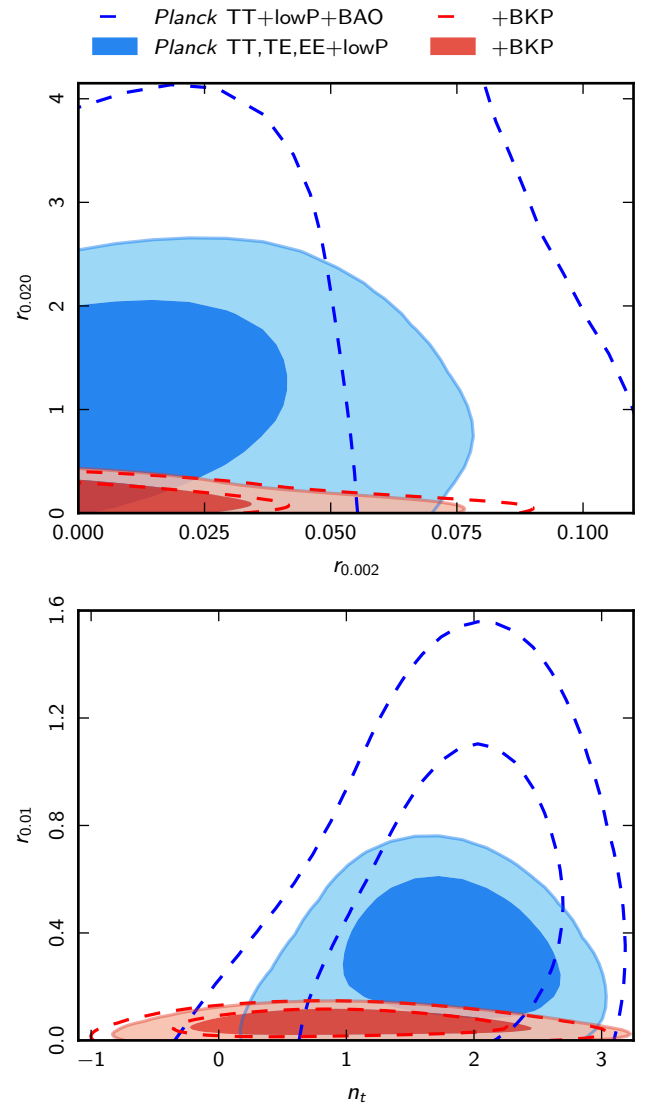 Planck TT+lowP+BAO +BKP
Planck TT,TE,EE+lowP +BKP
4
3
2
1
0
r0.020
0.000 0.025 0.050 0.075 0.100
r0.002
1.6
1.2
0.8
0.4
0.0
r0.01
−1 0 1 2 3
nt